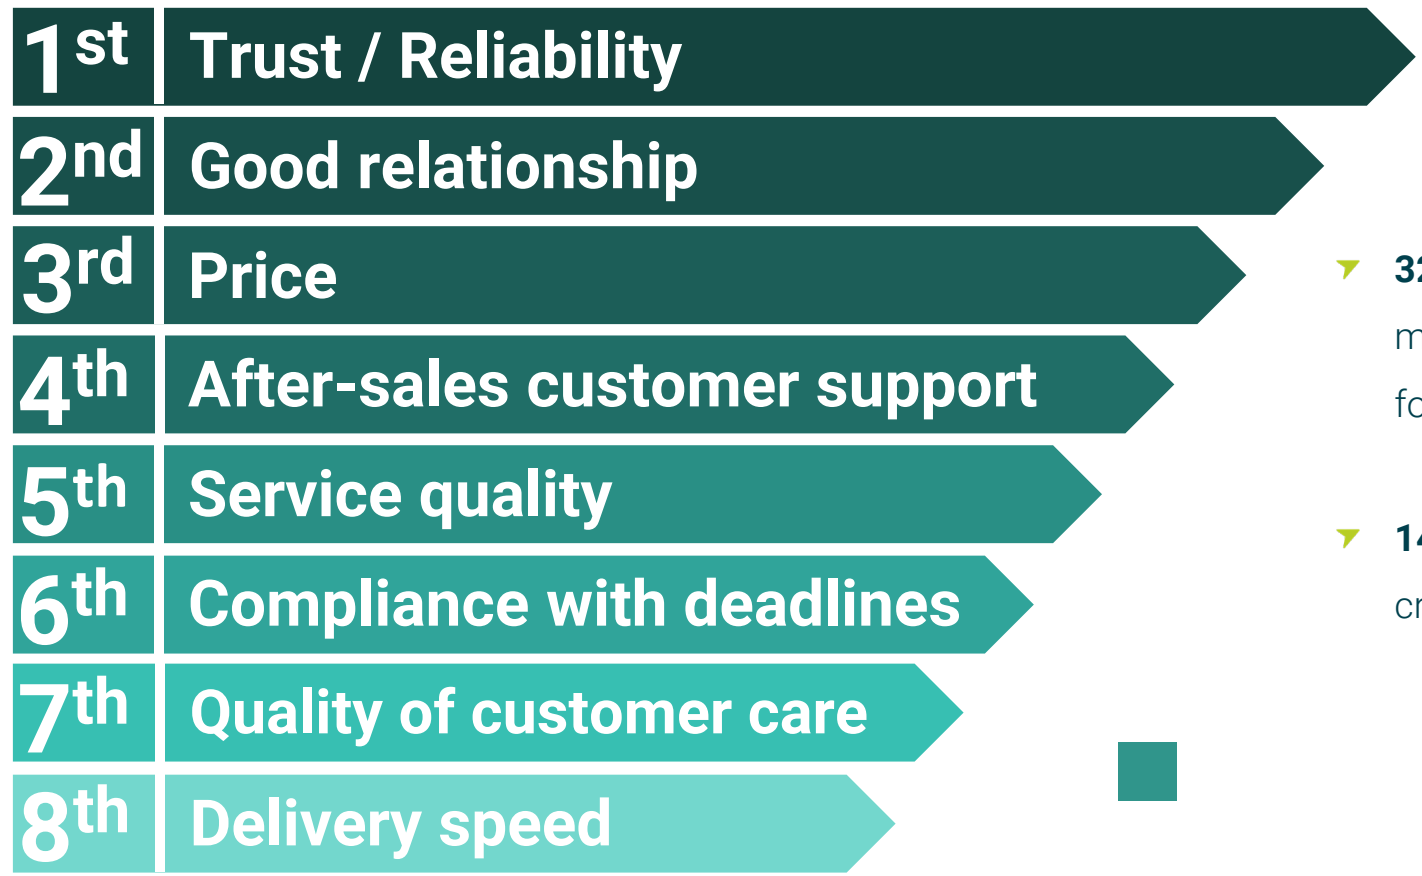 1st Trust / Reliability
2nd Good relationship
3rd Price
4th After-sales customer support
5th Service quality
6th Compliance with deadlines
7th Quality of customer care
8th Delivery speed